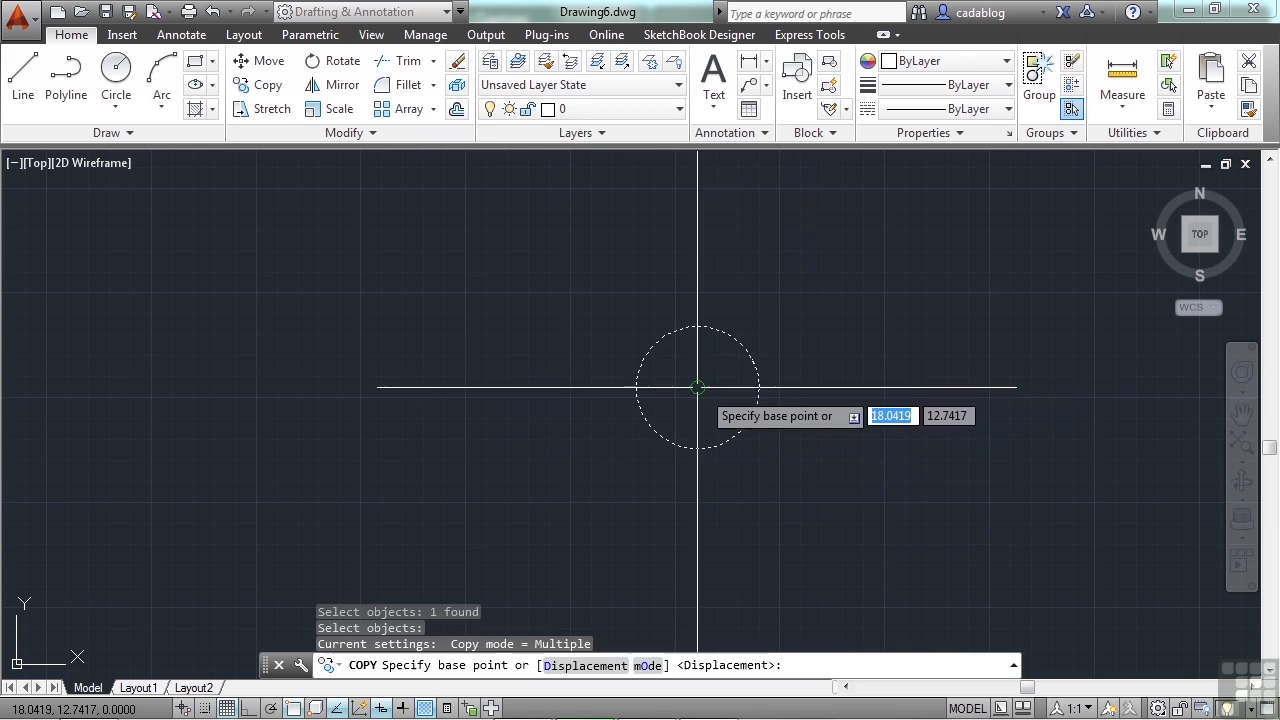 Drafting & Annotation
Drawing6.dwg
Type a keyword or phrase
cadablog
Home Insert Annotate Layout Parametric View Manage Output Plug-ins Online SketchBook Designer Express Tools
Line Polyline Circle Arc
Move Rotate Trim
Copy Mirror Fillet
Stretch Scale Array
Unsaved Layer State
0
Text
Insert
ByLayer
ByLayer
ByLayer
Group
Measure
Paste
Draw Modify Layers Annotation Block Properties Groups Utilities Clipboard
[−][Top][2D Wireframe]
N
W TOP E
S
WCS
Specify base point or 18.0419 12.7417
Y
X
Select objects: 1 found
Select objects:
Current settings:  Copy mode = Multiple
COPY Specify base point or [Displacement mOde] <Displacement>:
Model Layout1 Layout2
18.0419, 12.7417, 0.0000
MODEL
1:1